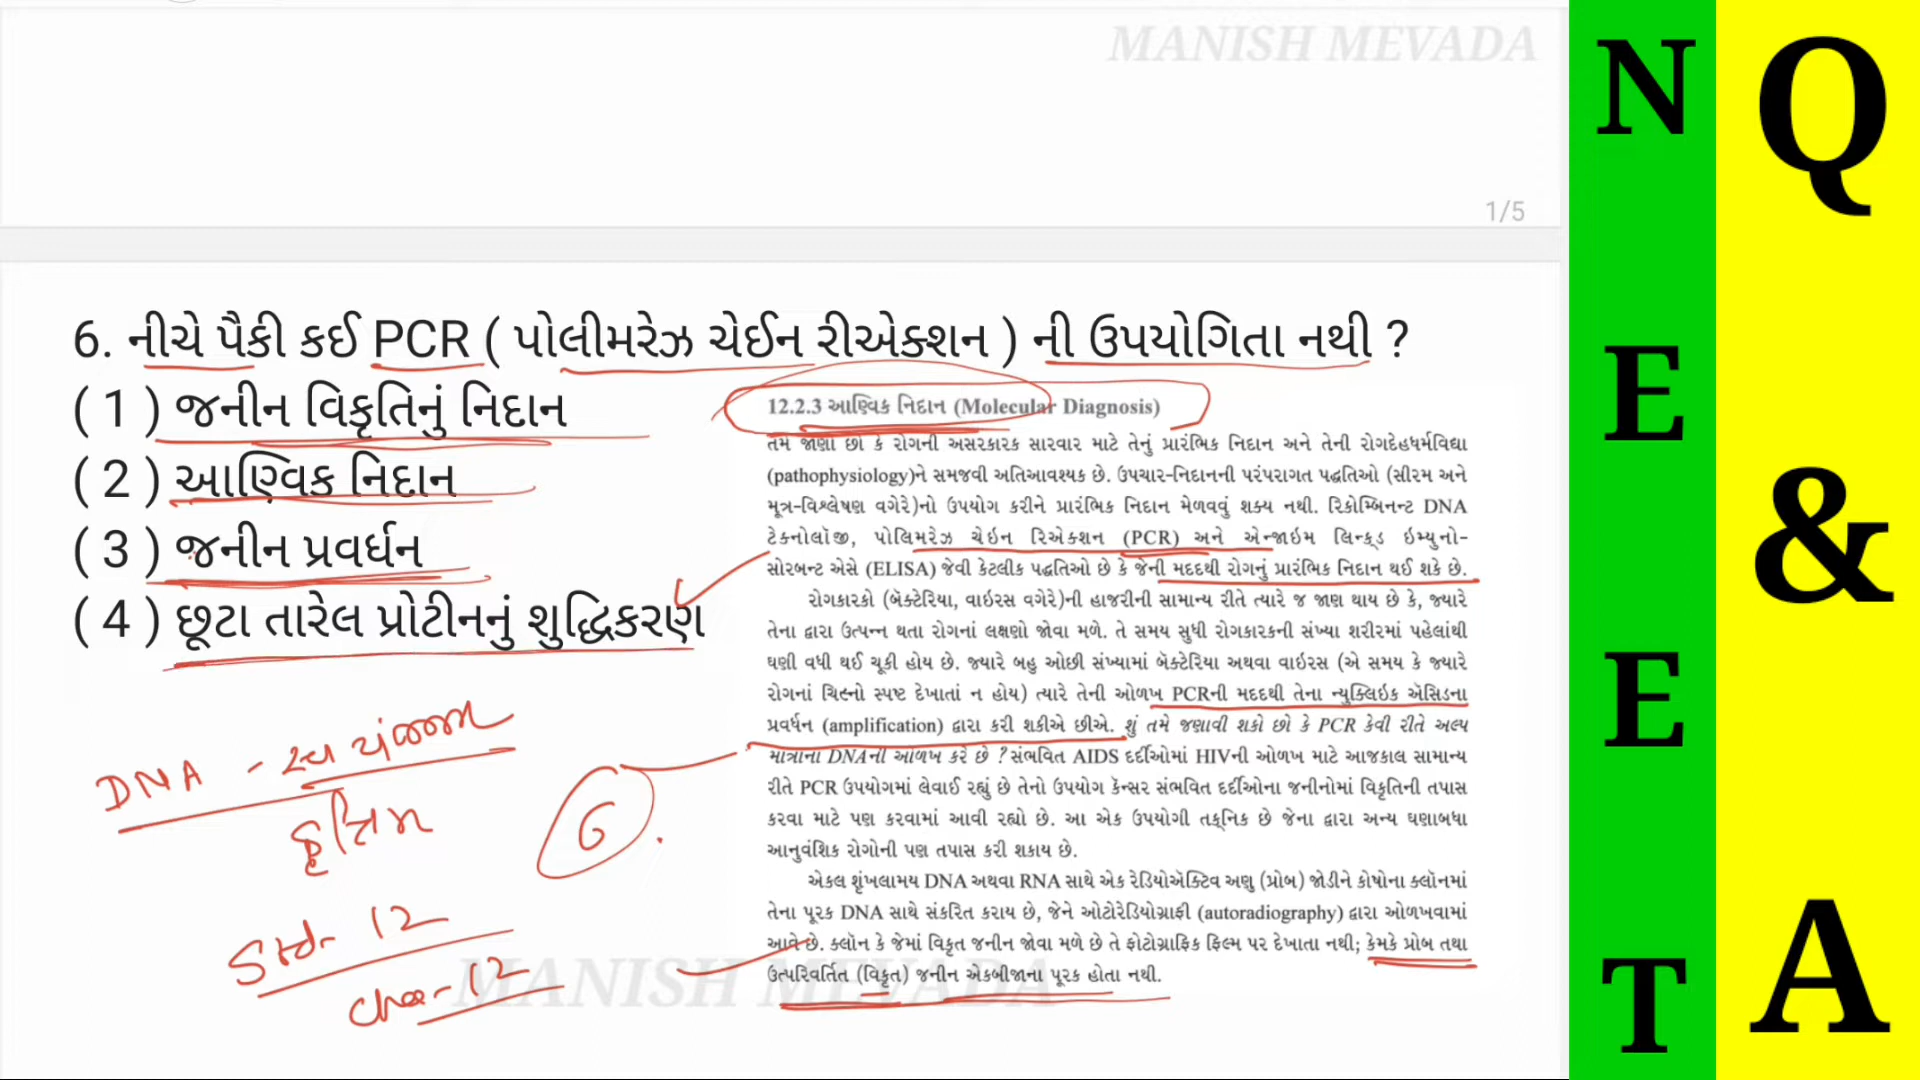 MANISH MEVADA
1/5
6. નીચે પૈકી કઈ PCR ( પોલીમરેઝ ચેઈન રીએક્શન ) ની ઉપયોગિતા નથી ?
( 1 ) જનીન વિકૃતિનું નિદાન
( 2 ) આણ્વિક નિદાન
( 3 ) જનીન પ્રવર્ધન
( 4 ) છૂટા તારેલ પ્રોટીનનું શુદ્ધિકરણ
12.2.3 આણ્વિક નિદાન (Molecular Diagnosis)
તમે જાણો છો કે રોગની અસરકારક સારવાર માટે તેનું પ્રારંભિક નિદાન અને તેની રોગદેહધર્મવિદ્યા
(pathophysiology)ને સમજવી અતિઆવશ્યક છે. ઉપચાર-નિદાનની પરંપરાગત પદ્ધતિઓ (સીરમ અને
મૂત્ર-વિશ્લેષણ વગેરે)નો ઉપયોગ કરીને પ્રારંભિક નિદાન મેળવવું શક્ય નથી. રિકોમ્બિનન્ટ DNA
ટેક્નોલૉજી, પોલિમરેઝ ચેઇન રિએક્શન (PCR) અને એન્જાઇમ લિન્ક્ડ ઇમ્યુનો-
સોરબન્ટ એસે (ELISA) જેવી કેટલીક પદ્ધતિઓ છે કે જેની મદદથી રોગનું પ્રારંભિક નિદાન થઈ શકે છે.
રોગકારકો (બૅક્ટેરિયા, વાઇરસ વગેરે)ની હાજરીની સામાન્ય રીતે ત્યારે જ જાણ થાય છે કે, જ્યારે
તેના દ્વારા ઉત્પન્ન થતા રોગનાં લક્ષણો જોવા મળે. તે સમય સુધી રોગકારકની સંખ્યા શરીરમાં પહેલાંથી
ઘણી વધી થઈ ચૂકી હોય છે. જ્યારે બહુ ઓછી સંખ્યામાં બૅક્ટેરિયા અથવા વાઇરસ (એ સમય કે જ્યારે
રોગનાં ચિહ્નો સ્પષ્ટ દેખાતાં ન હોય) ત્યારે તેની ઓળખ PCRની મદદથી તેના ન્યુક્લિઇક ઍસિડના
પ્રવર્ધન (amplification) દ્વારા કરી શકીએ છીએ. શું તમે જણાવી શકો છો કે PCR કેવી રીતે અલ્પ
માત્રાના DNAની ઓળખ કરે છે ? સંભવિત AIDS દર્દીઓમાં HIVની ઓળખ માટે આજકાલ સામાન્ય
રીતે PCR ઉપયોગમાં લેવાઈ રહ્યું છે તેનો ઉપયોગ કૅન્સર સંભવિત દર્દીઓના જનીનોમાં વિકૃતિની તપાસ
કરવા માટે પણ કરવામાં આવી રહ્યો છે. આ એક ઉપયોગી તક્નિક છે જેના દ્વારા અન્ય ઘણાબધા
આનુવંશિક રોગોની પણ તપાસ કરી શકાય છે.
એકલ શૃંખલામય DNA અથવા RNA સાથે એક રેડિયોએક્ટિવ અણુ (પ્રોબ) જોડીને કોષોના ક્લૉનમાં
તેના પૂરક DNA સાથે સંકરિત કરાય છે, જેને ઓટોરેડિયોગ્રાફી (autoradiography) દ્વારા ઓળખવામાં
આવે છે. ક્લૉન કે જેમાં વિકૃત જનીન જોવા મળે છે તે ફોટોગ્રાફિક ફિલ્મ પર દેખાતા નથી; કેમકે પ્રોબ તથા
ઉત્પરિવર્તિત (વિકૃત) જનીન એકબીજાના પૂરક હોતા નથી.
DNA - સ્વ
કૃત્રિમ
6
Std- 12
12
MANISH MEVADA
NEET
Q&A